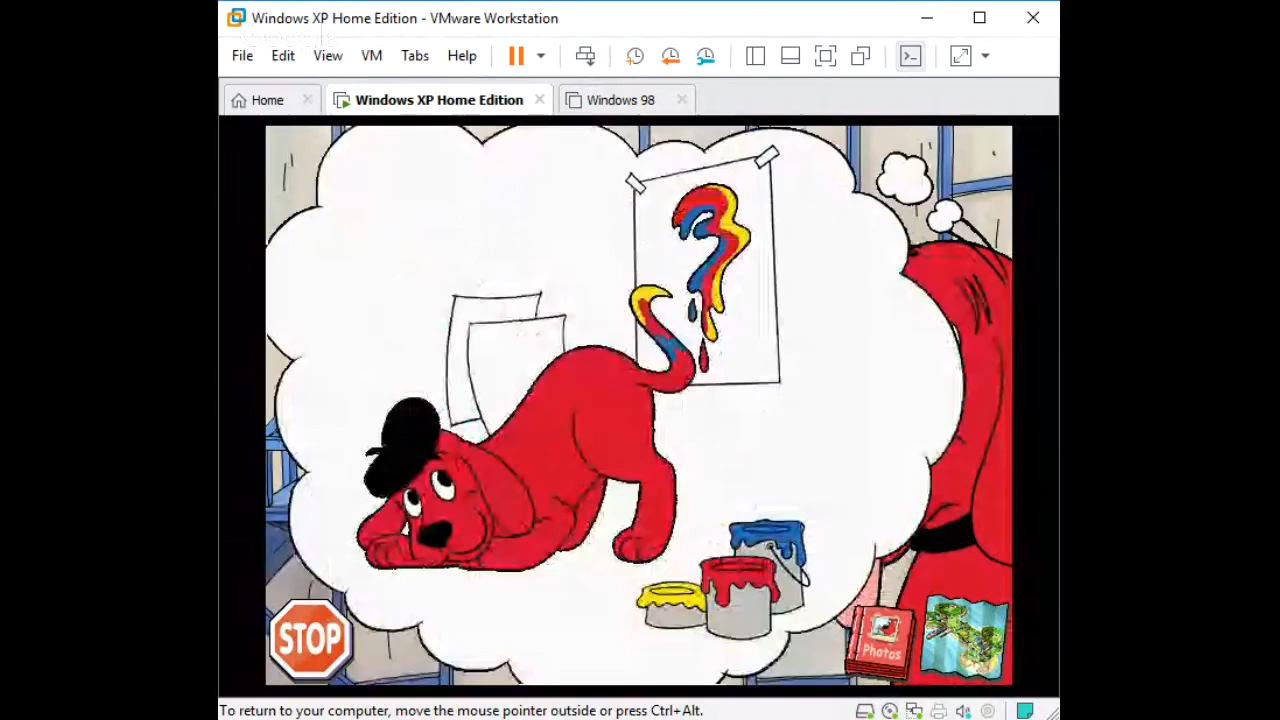 Windows XP Home Edition - VMware Workstation
File Edit View VM Tabs Help
Home Windows XP Home Edition Windows 98
STOP
Photos
To return to your computer, move the mouse pointer outside or press Ctrl+Alt.